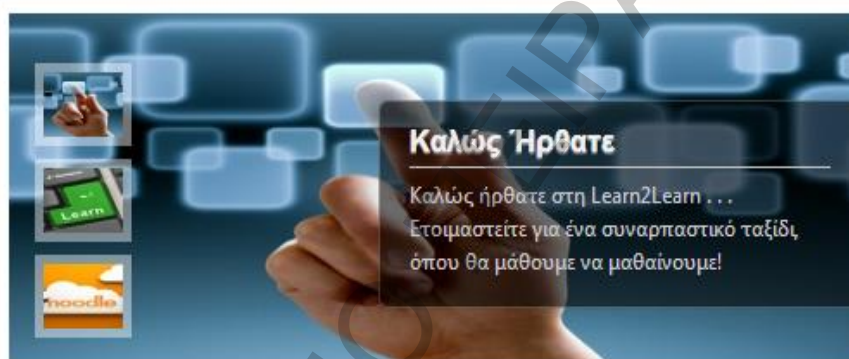 Καλώς Ήρθατε
Καλώς ήρθατε στη Learn2Learn . . .
Ετοιμαστείτε για ένα συναρπαστικό ταξίδι,
όπου θα μάθουμε να μαθαίνουμε!
Learn
moodle